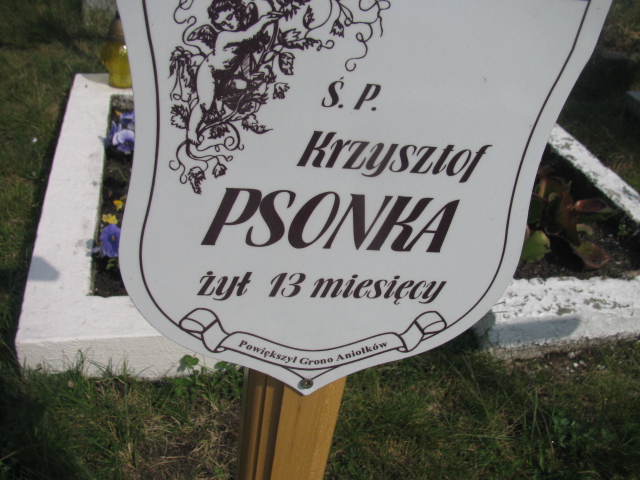 Ś. P.
Krzysztof
PSONKA
żył 13 miesięcy
Powiększył Grono Aniołków